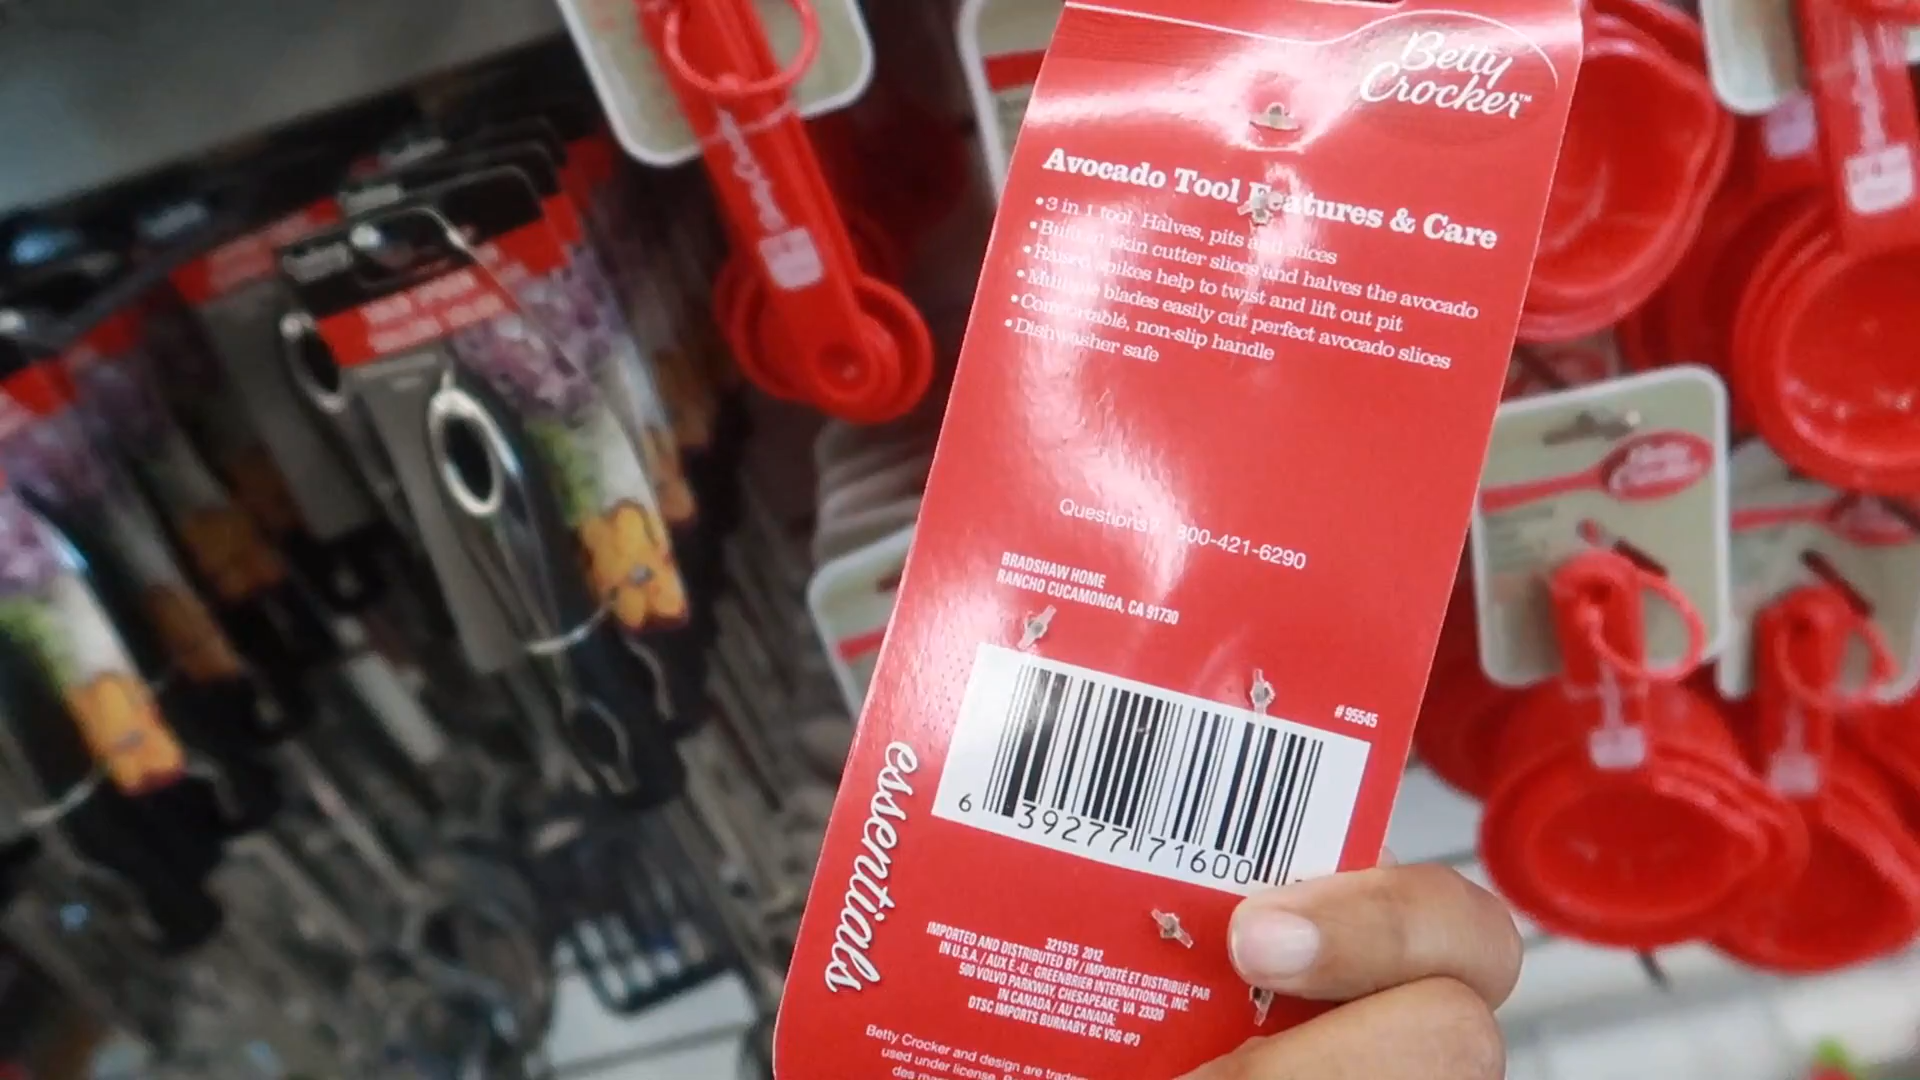 Betty
Crocker™
Avocado Tool Features & Care
• 3 in 1 tool. Halves, pits and slices
• Built in skin cutter slices and halves the avocado
• Raised spikes help to twist and lift out pit
• Multiple blades easily cut perfect avocado slices
• Comfortable, non-slip handle
• Dishwasher safe
Questions? 800-421-6290
BRADSHAW HOME
RANCHO CUCAMONGA, CA 91730
#95545
6 39277 71600
essentials
321515 2012
IMPORTED AND DISTRIBUTED BY / IMPORTÉ ET DISTRIBUÉ PAR
IN U.S.A. / AUX É.-U.: GREENBRIER INTERNATIONAL, INC.
500 VOLVO PARKWAY, CHESAPEAKE, VA 23320
IN CANADA / AU CANADA:
DTSC IMPORTS BURNABY, BC V5G 4P3
Betty Crocker and design are
used under license.
des
Betty
Crocker